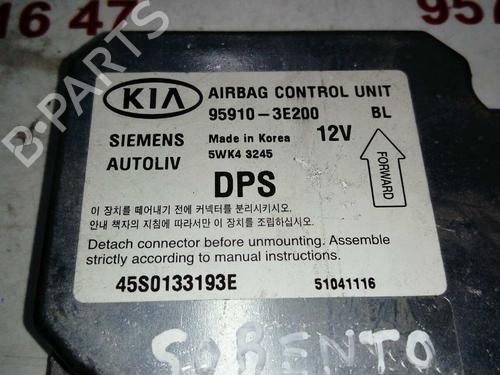 16 47
957
KIA
AIRBAG CONTROL UNIT
95910-3E200 BL
SIEMENS
AUTOLIV
Made in Korea
5WK4 3245
12V
FORWARD
DPS
이 장치를 떼어내기 전에 커넥터를 분리시키시오.
안내 책자의 지침에 따라서만 이 장치를 조립하십시오.
Detach connector before unmounting. Assemble
strictly according to manual instructions.
45S0133193E 51041116
SORENTO
B-PARTS